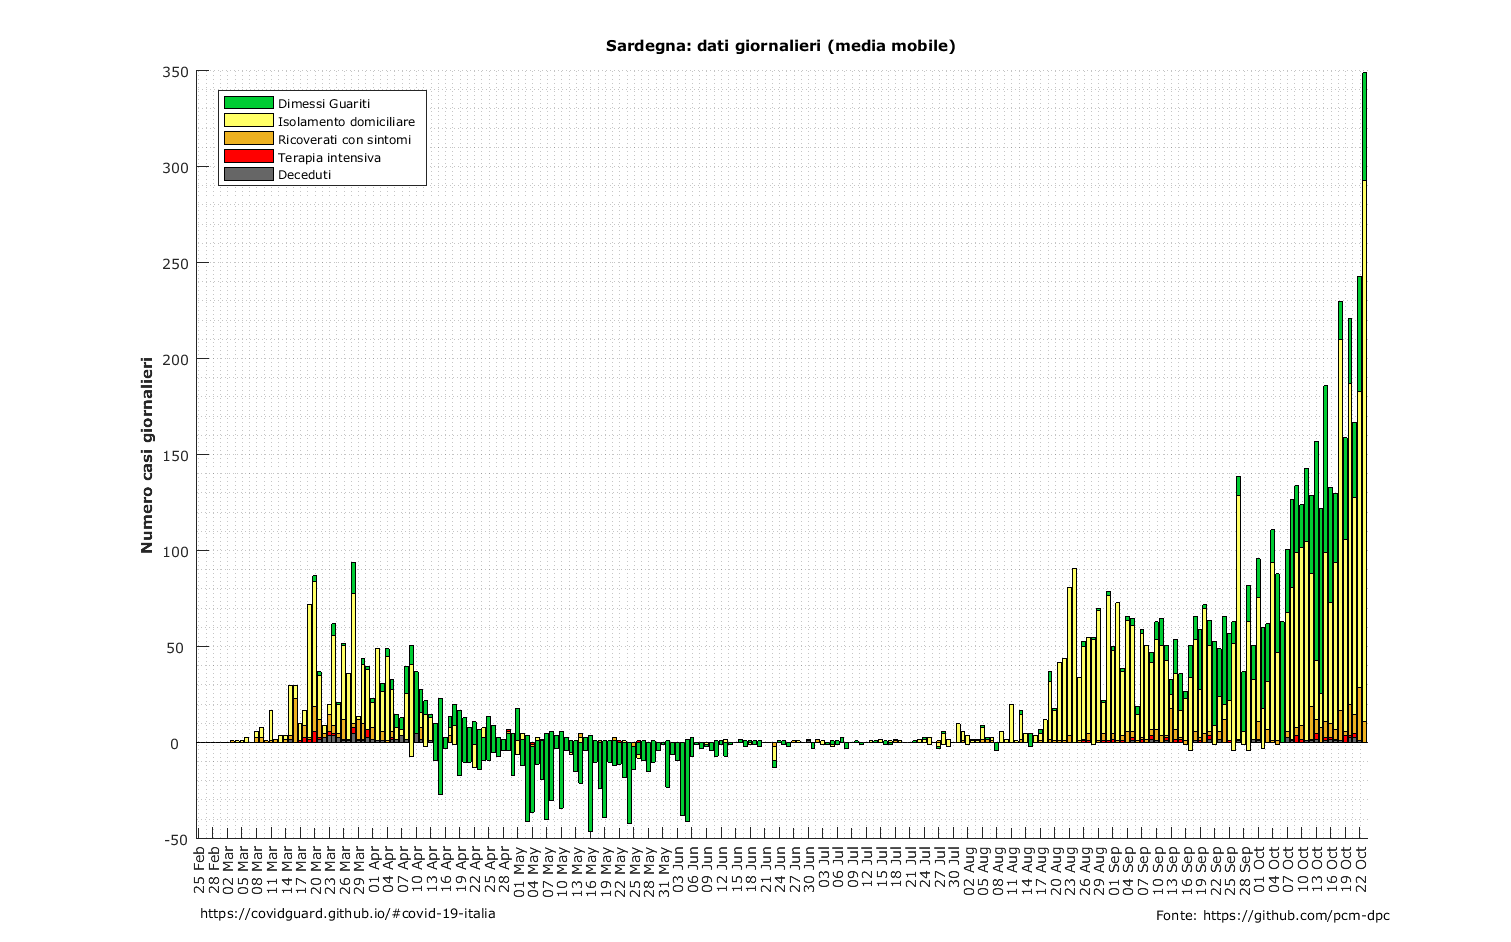 Sardegna: dati giornalieri (media mobile)
350
300
250
200
150
100
50
0
-50
Numero casi giornalieri
Dimessi Guariti
Isolamento domiciliare
Ricoverati con sintomi
Terapia intensiva
Deceduti
25 Feb
28 Feb
02 Mar
05 Mar
08 Mar
11 Mar
14 Mar
17 Mar
20 Mar
23 Mar
26 Mar
29 Mar
01 Apr
04 Apr
07 Apr
10 Apr
13 Apr
16 Apr
19 Apr
22 Apr
25 Apr
28 Apr
01 May
04 May
07 May
10 May
13 May
16 May
19 May
22 May
25 May
28 May
31 May
03 Jun
06 Jun
09 Jun
12 Jun
15 Jun
18 Jun
21 Jun
24 Jun
27 Jun
30 Jun
03 Jul
06 Jul
09 Jul
12 Jul
15 Jul
18 Jul
21 Jul
24 Jul
27 Jul
30 Jul
02 Aug
05 Aug
08 Aug
11 Aug
14 Aug
17 Aug
20 Aug
23 Aug
26 Aug
29 Aug
01 Sep
04 Sep
07 Sep
10 Sep
13 Sep
16 Sep
19 Sep
22 Sep
25 Sep
28 Sep
01 Oct
04 Oct
07 Oct
10 Oct
13 Oct
16 Oct
19 Oct
22 Oct
https://covidguard.github.io/#covid-19-italia
Fonte: https://github.com/pcm-dpc